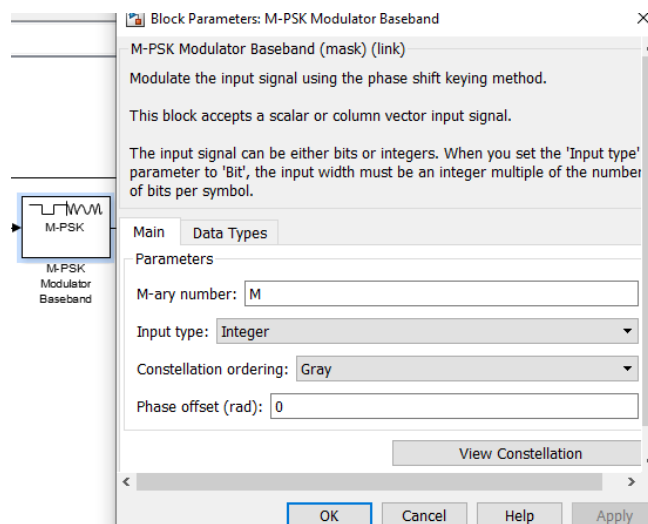 Block Parameters: M-PSK Modulator Baseband
M-PSK Modulator Baseband (mask) (link)
Modulate the input signal using the phase shift keying method.
This block accepts a scalar or column vector input signal.
The input signal can be either bits or integers. When you set the 'Input type'
parameter to 'Bit', the input width must be an integer multiple of the number
of bits per symbol.
M-PSK
M-PSK
Modulator
Baseband
Main
Data Types
Parameters
M-ary number: M
Input type: Integer
Constellation ordering: Gray
Phase offset (rad): 0
View Constellation
OK
Cancel
Help
Apply